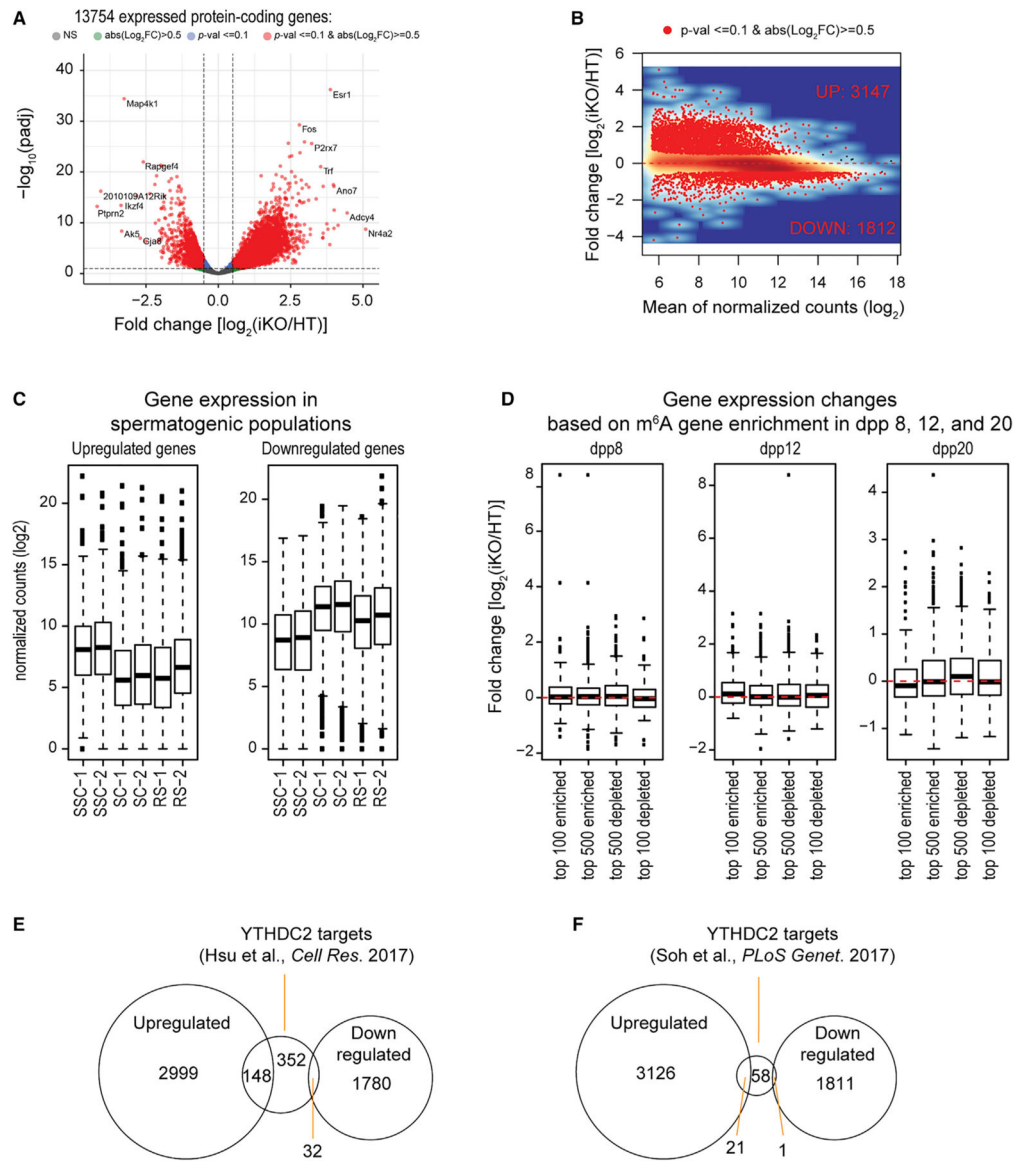 A
13754 expressed protein-coding genes:
NS abs(Log2FC)>0.5 p-val <=0.1 p-val <=0.1 & abs(Log2FC)>=0.5
−log10(padj)
40
30
20
10
0
Map4k1
Esr1
Fos
P2rx7
Rapgef4
Trf
2010109A12Rik
Ano7
Ikzf4
Ptprn2
Adcy4
Ak5
Gja8
Nr4a2
−2.5 0.0 2.5 5.0
Fold change [log2(iKO/HT)]
B
p-val <=0.1 & abs(Log2FC)>=0.5
Fold change [log2(iKO/HT)]
6
4
2
0
−2
−4
UP: 3147
DOWN: 1812
6 8 10 12 14 16 18
Mean of normalized counts (log2)
C
Gene expression in
spermatogenic populations
Upregulated genes
Downregulated genes
normalized counts (log2)
20
15
10
5
0
20
15
10
5
0
SSC−1
SSC−2
SC−1
SC−2
RS−1
RS−2
SSC−1
SSC−2
SC−1
SC−2
RS−1
RS−2
D
Gene expression changes
based on m6A gene enrichment in dpp 8, 12, and 20
dpp8
dpp12
dpp20
Fold change [log2(iKO/HT)]
8
6
4
2
0
−2
8
6
4
2
0
−2
4
3
2
1
0
−1
top 100 enriched
top 500 enriched
top 500 depleted
top 100 depleted
top 100 enriched
top 500 enriched
top 500 depleted
top 100 depleted
top 100 enriched
top 500 enriched
top 500 depleted
top 100 depleted
E
YTHDC2 targets
(Hsu et al., Cell Res. 2017)
Upregulated
2999
148
352
Down
regulated
1780
32
F
YTHDC2 targets
(Soh et al., PLoS Genet. 2017)
Upregulated
3126
58
Down
regulated
1811
21
1